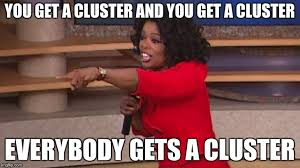 YOU GET A CLUSTER AND YOU GET A CLUSTER
EVERYBODY GETS A CLUSTER
imgflip.com